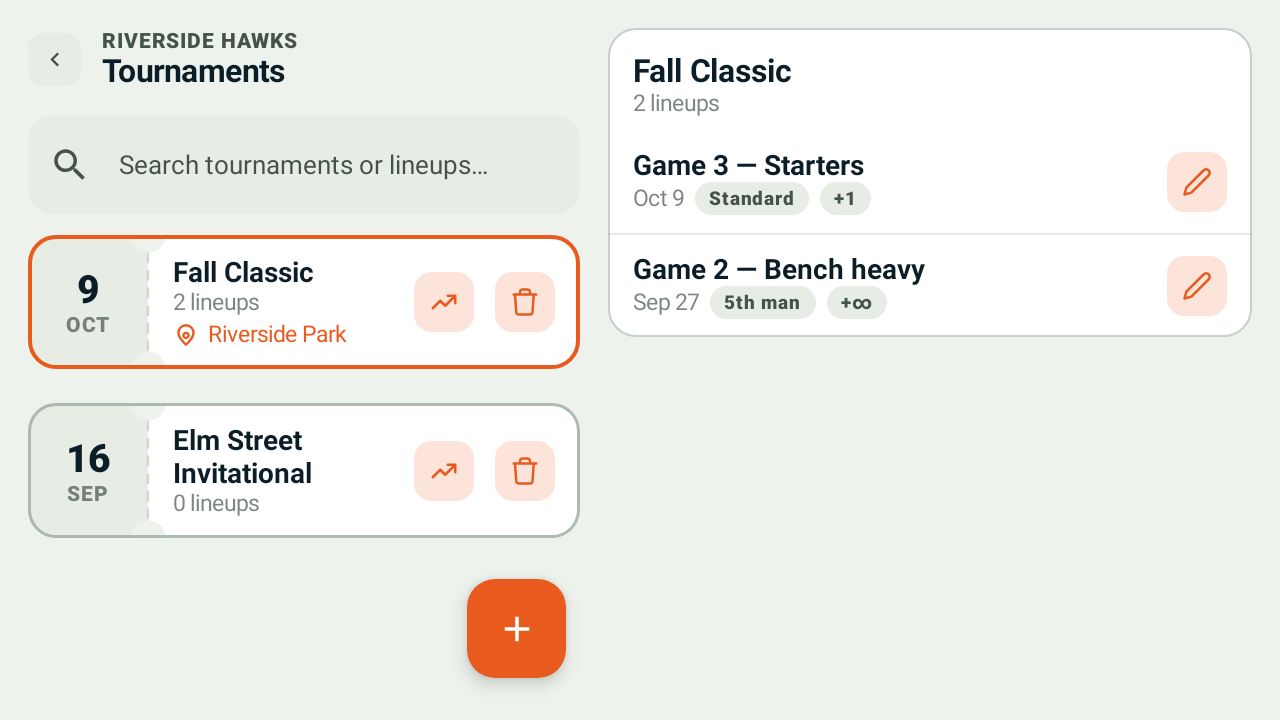 RIVERSIDE HAWKS
Tournaments
Search tournaments or lineups...
9
OCT
Fall Classic
2 lineups
Riverside Park
16
SEP
Elm Street
Invitational
0 lineups
Fall Classic
2 lineups
Game 3 — Starters
Oct 9 Standard +1
Game 2 — Bench heavy
Sep 27 5th man +∞